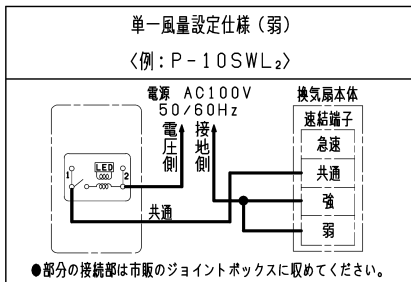 単一風量設定仕様（弱）
〈例：P－10SWL₂〉
電源 AC100V
50／60Hz
電圧側
接地側
換気扇本体
速結端子
急速
共通
強
弱
LED
1
2
共通
●部分の接続部は市販のジョイントボックスに収めてください。